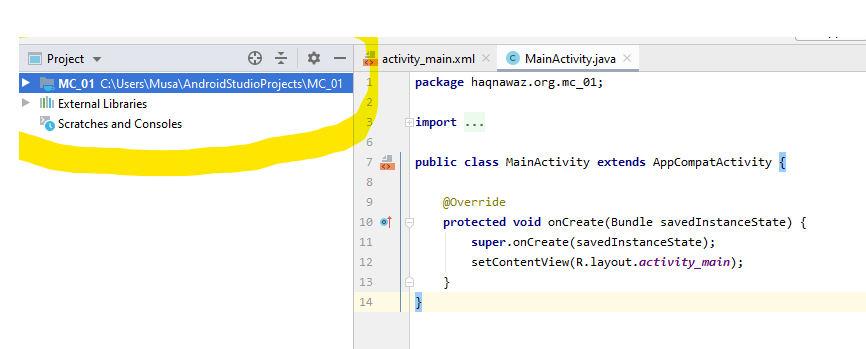 Project
MC_01 C:\Users\Musa\AndroidStudioProjects\MC_01
External Libraries
Scratches and Consoles
activity_main.xml
MainActivity.java
1 package haqnawaz.org.mc_01;
2
3 import ...
6
7 public class MainActivity extends AppCompatActivity {
8
9 @Override
10 protected void onCreate(Bundle savedInstanceState) {
11 super.onCreate(savedInstanceState);
12 setContentView(R.layout.activity_main);
13 }
14 }